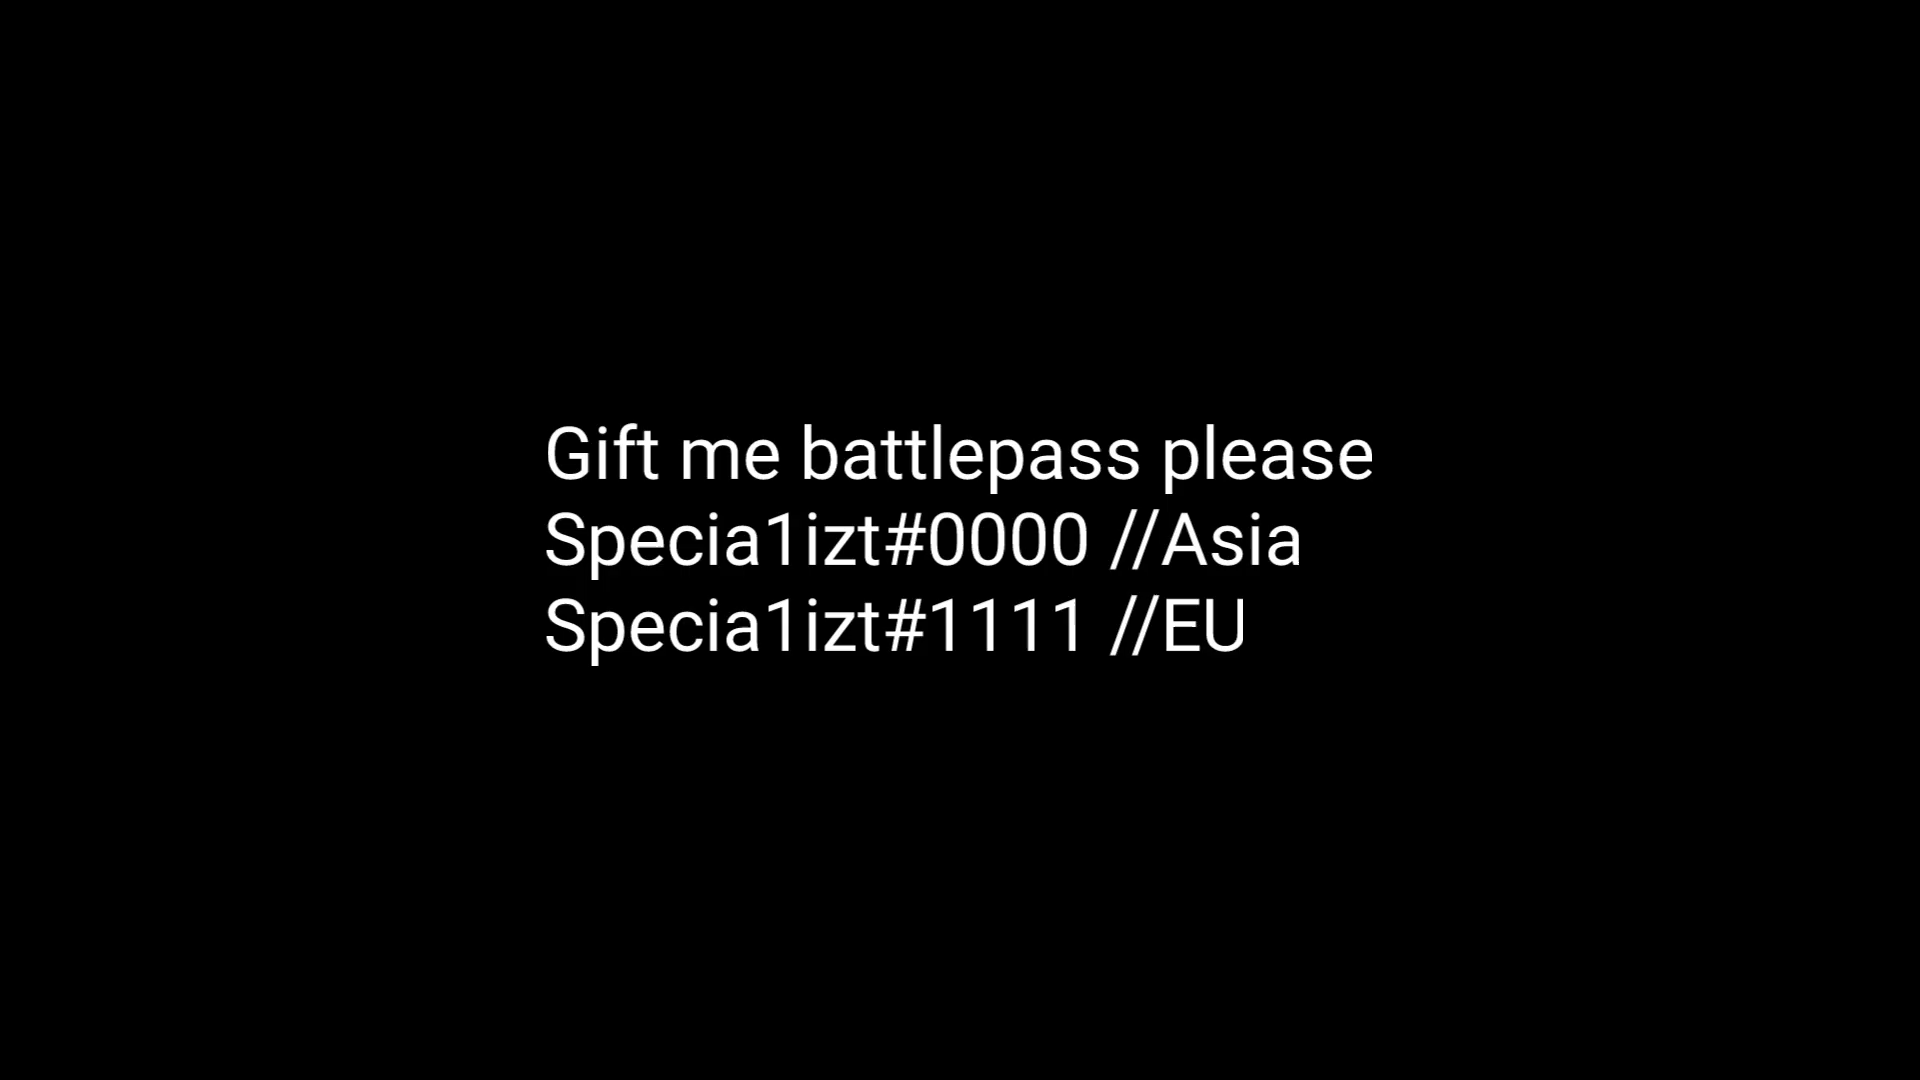 Gift me battlepass please
Specia1izt#0000 //Asia
Specia1izt#1111 //EU